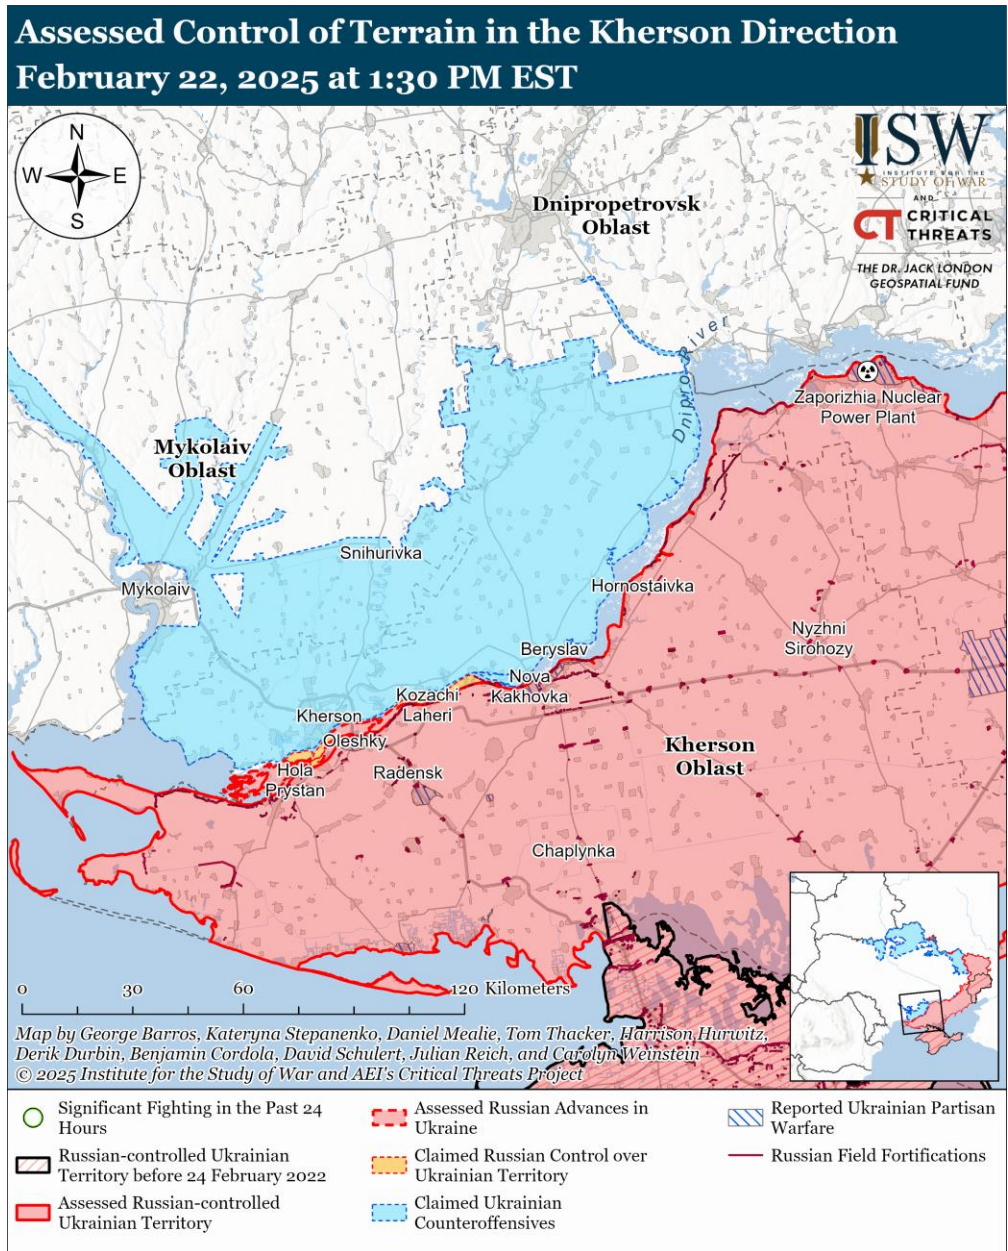 Assessed Control of Terrain in the Kherson Direction
February 22, 2025 at 1:30 PM EST
N
W E
S
ISW
INSTITUTE FOR THE
STUDY OF WAR
AND
CT CRITICAL
THREATS
THE DR. JACK LONDON
GEOSPATIAL FUND
Dnipropetrovsk
Oblast
Dnipro River
Zaporizhia Nuclear
Power Plant
Mykolaiv
Oblast
Snihurivka
Mykolaiv
Hornostaivka
Nyzhni
Sirohozy
Beryslav
Nova
Kakhovka
Kozachi
Laheri
Kherson
Oleshky
Kherson
Oblast
Hola
Prystan
Radensk
Chaplynka
0 30 60 120 Kilometers
Map by George Barros, Kateryna Stepanenko, Daniel Mealie, Tom Thacker, Harrison Hurwitz,
Derik Durbin, Benjamin Cordola, David Schulert, Julian Reich, and Carolyn Weinstein
© 2025 Institute for the Study of War and AEI's Critical Threats Project
Significant Fighting in the Past 24
Hours
Russian-controlled Ukrainian
Territory before 24 February 2022
Assessed Russian-controlled
Ukrainian Territory
Assessed Russian Advances in
Ukraine
Claimed Russian Control over
Ukrainian Territory
Claimed Ukrainian
Counteroffensives
Reported Ukrainian Partisan
Warfare
Russian Field Fortifications